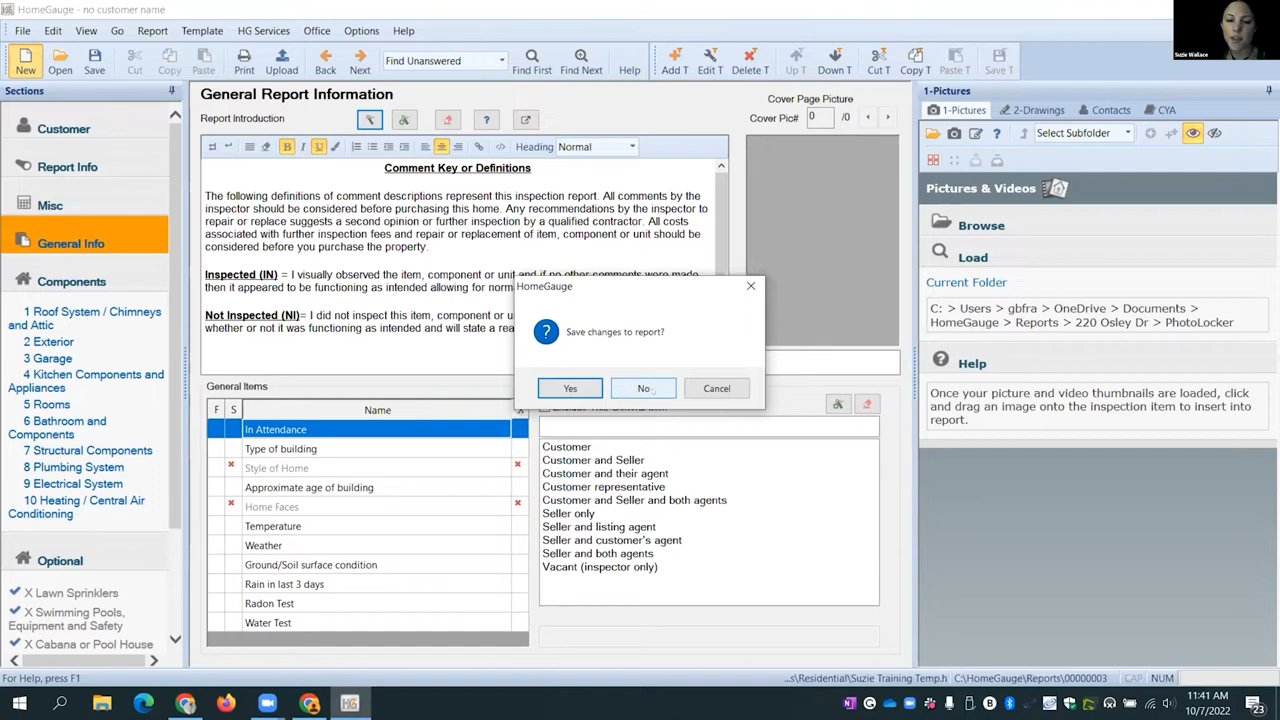 HomeGauge - no customer name
Suzie Wallace
File Edit View Go Report Template HG Services Office Options Help
New Open Save Cut Copy Paste Print Upload Back Next Find Unanswered Find First Find Next Help Add T Edit T Delete T Up T Down T Cut T Copy T Paste T Save T
Sections
Customer
Report Info
Misc
General Info
Components
1 Roof System / Chimneys
and Attic
2 Exterior
3 Garage
4 Kitchen Components and
Appliances
5 Rooms
6 Bathroom and
Components
7 Structural Components
8 Plumbing System
9 Electrical System
10 Heating / Central Air
Conditioning
Optional
X Lawn Sprinklers
X Swimming Pools,
Equipment and Safety
X Cabana or Pool House
General Report Information
Report Introduction
Cover Page Picture
Cover Pic# 0 /0
B I U Heading Normal
Comment Key or Definitions
The following definitions of comment descriptions represent this inspection report. All comments by the
inspector should be considered before purchasing this home. Any recommendations by the inspector to
repair or replace suggests a second opinion or further inspection by a qualified contractor. All costs
associated with further inspection fees and repair or replacement of item, component or unit should be
considered before you purchase the property.
Inspected (IN) = I visually observed the item, component or unit and if no other comments were made
then it appeared to be functioning as intended allowing for norm
Not Inspected (NI)= I did not inspect this item, component or u
whether or not it was functioning as intended and will state a rea
HomeGauge
Save changes to report?
Yes No Cancel
General Items
F S Name X
In Attendance
Type of building
Style of Home
Approximate age of building
Home Faces
Temperature
Weather
Ground/Soil surface condition
Rain in last 3 days
Radon Test
Water Test
Customer
Customer and Seller
Customer and their agent
Customer representative
Customer and Seller and both agents
Seller only
Seller and listing agent
Seller and customer's agent
Seller and both agents
Vacant (inspector only)
1-Pictures
1-Pictures 2-Drawings Contacts CYA
Select Subfolder
Pictures & Videos
Browse
Load
Current Folder
C: > Users > gbfra > OneDrive > Documents >
HomeGauge > Reports > 220 Osley Dr > PhotoLocker
Help
Once your picture and video thumbnails are loaded, click
and drag an image onto the inspection item to insert into
report.
For Help, press F1
...s\Residential\Suzie Training Temp.h C:\HomeGauge\Reports\00000003 CAP NUM
HG
11:41 AM
10/7/2022
23